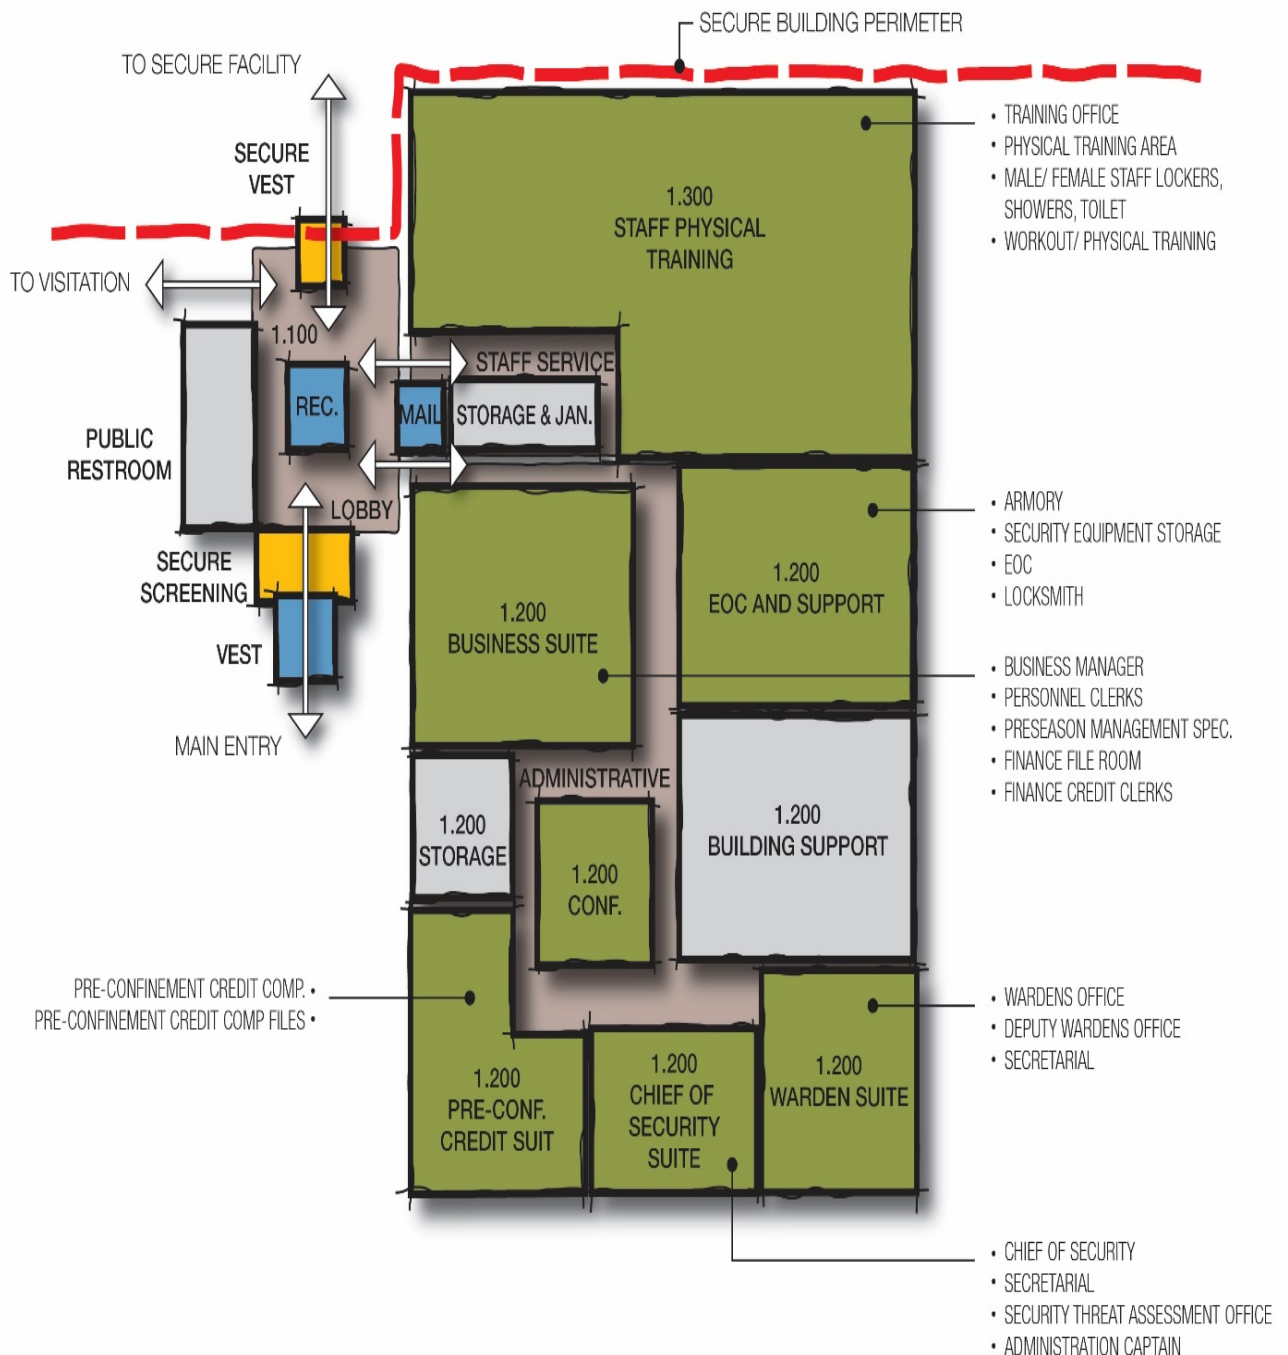 SECURE BUILDING PERIMETER
TO SECURE FACILITY
SECURE
VEST
• TRAINING OFFICE
• PHYSICAL TRAINING AREA
• MALE/ FEMALE STAFF LOCKERS,
SHOWERS, TOILET
• WORKOUT/ PHYSICAL TRAINING
1.300
STAFF PHYSICAL
TRAINING
TO VISITATION
1.100
STAFF SERVICE
REC.
MAIL
STORAGE & JAN.
PUBLIC
RESTROOM
LOBBY
SECURE
SCREENING
VEST
MAIN ENTRY
• ARMORY
• SECURITY EQUIPMENT STORAGE
• EOC
• LOCKSMITH
1.200
EOC AND SUPPORT
1.200
BUSINESS SUITE
• BUSINESS MANAGER
• PERSONNEL CLERKS
• PRESEASON MANAGEMENT SPEC.
• FINANCE FILE ROOM
• FINANCE CREDIT CLERKS
ADMINISTRATIVE
1.200
STORAGE
1.200
BUILDING SUPPORT
1.200
CONF.
PRE-CONFINEMENT CREDIT COMP. •
PRE-CONFINEMENT CREDIT COMP FILES •
• WARDENS OFFICE
• DEPUTY WARDENS OFFICE
• SECRETARIAL
1.200
PRE-CONF.
CREDIT SUIT
1.200
CHIEF OF
SECURITY
SUITE
1.200
WARDEN SUITE
• CHIEF OF SECURITY
• SECRETARIAL
• SECURITY THREAT ASSESSMENT OFFICE
• ADMINISTRATION CAPTAIN